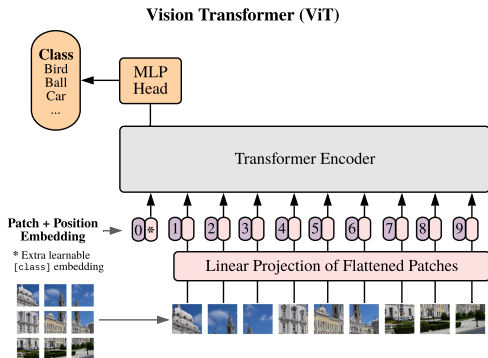 Vision Transformer (ViT)
Class
Bird
Ball
Car
...
MLP
Head
Transformer Encoder
Patch + Position
Embedding
0 * 1 2 3 4 5 6 7 8 9
* Extra learnable
[class] embedding
Linear Projection of Flattened Patches